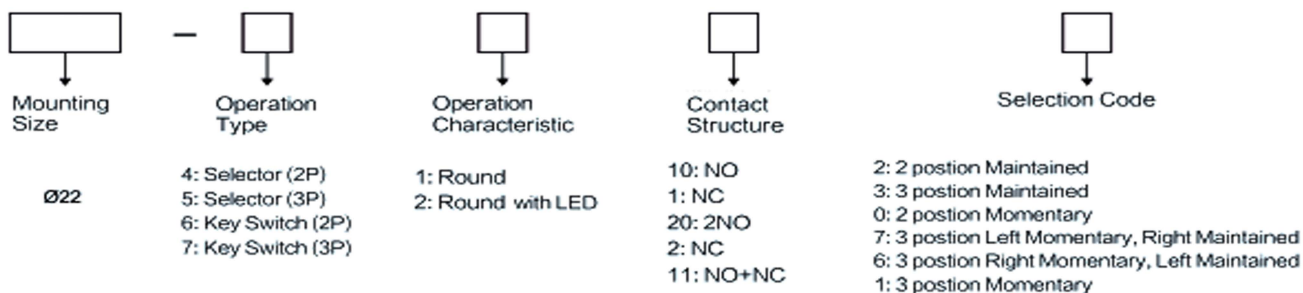 –
Mounting Size
Operation Type
Operation Characteristic
Contact Structure
Selection Code
Ø22
4: Selector (2P)
5: Selector (3P)
6: Key Switch (2P)
7: Key Switch (3P)
1: Round
2: Round with LED
10: NO
1: NC
20: 2NO
2: NC
11: NO+NC
2: 2 postion Maintained
3: 3 postion Maintained
0: 2 postion Momentary
7: 3 postion Left Momentary, Right Maintained
6: 3 postion Right Momentary, Left Maintained
1: 3 postion Momentary